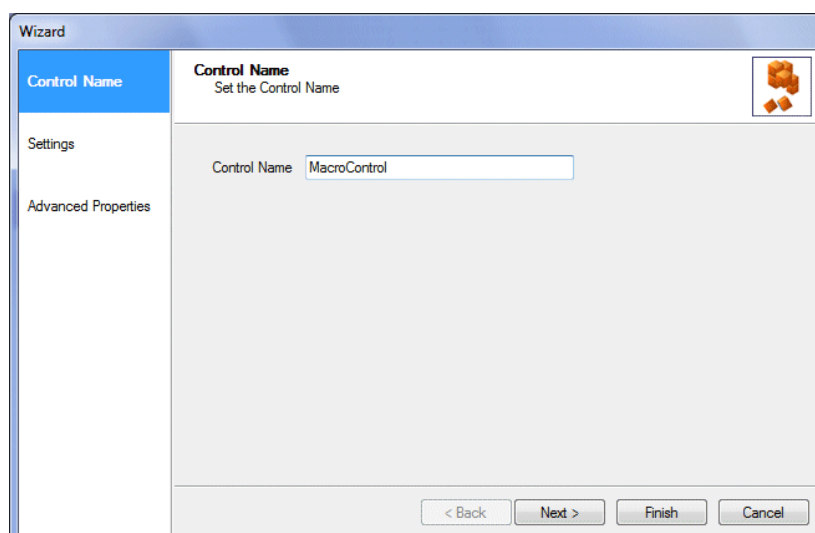 Wizard
Control Name
Control Name
Set the Control Name
Settings
Control Name MacroControl
Advanced Properties
< Back Next > Finish Cancel